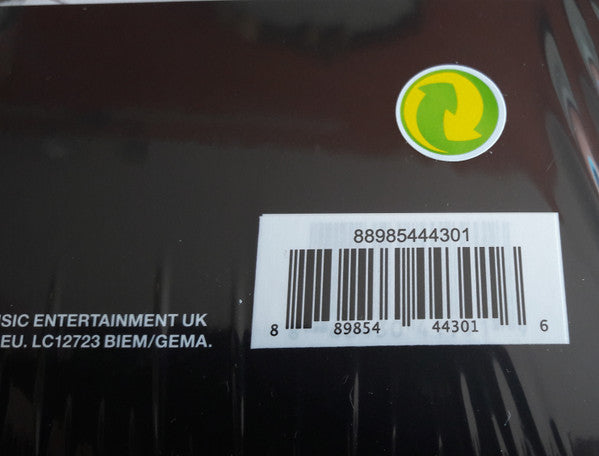 88985444301
8 89854 44301 6
SIC ENTERTAINMENT UK
EU. LC12723 BIEM/GEMA.